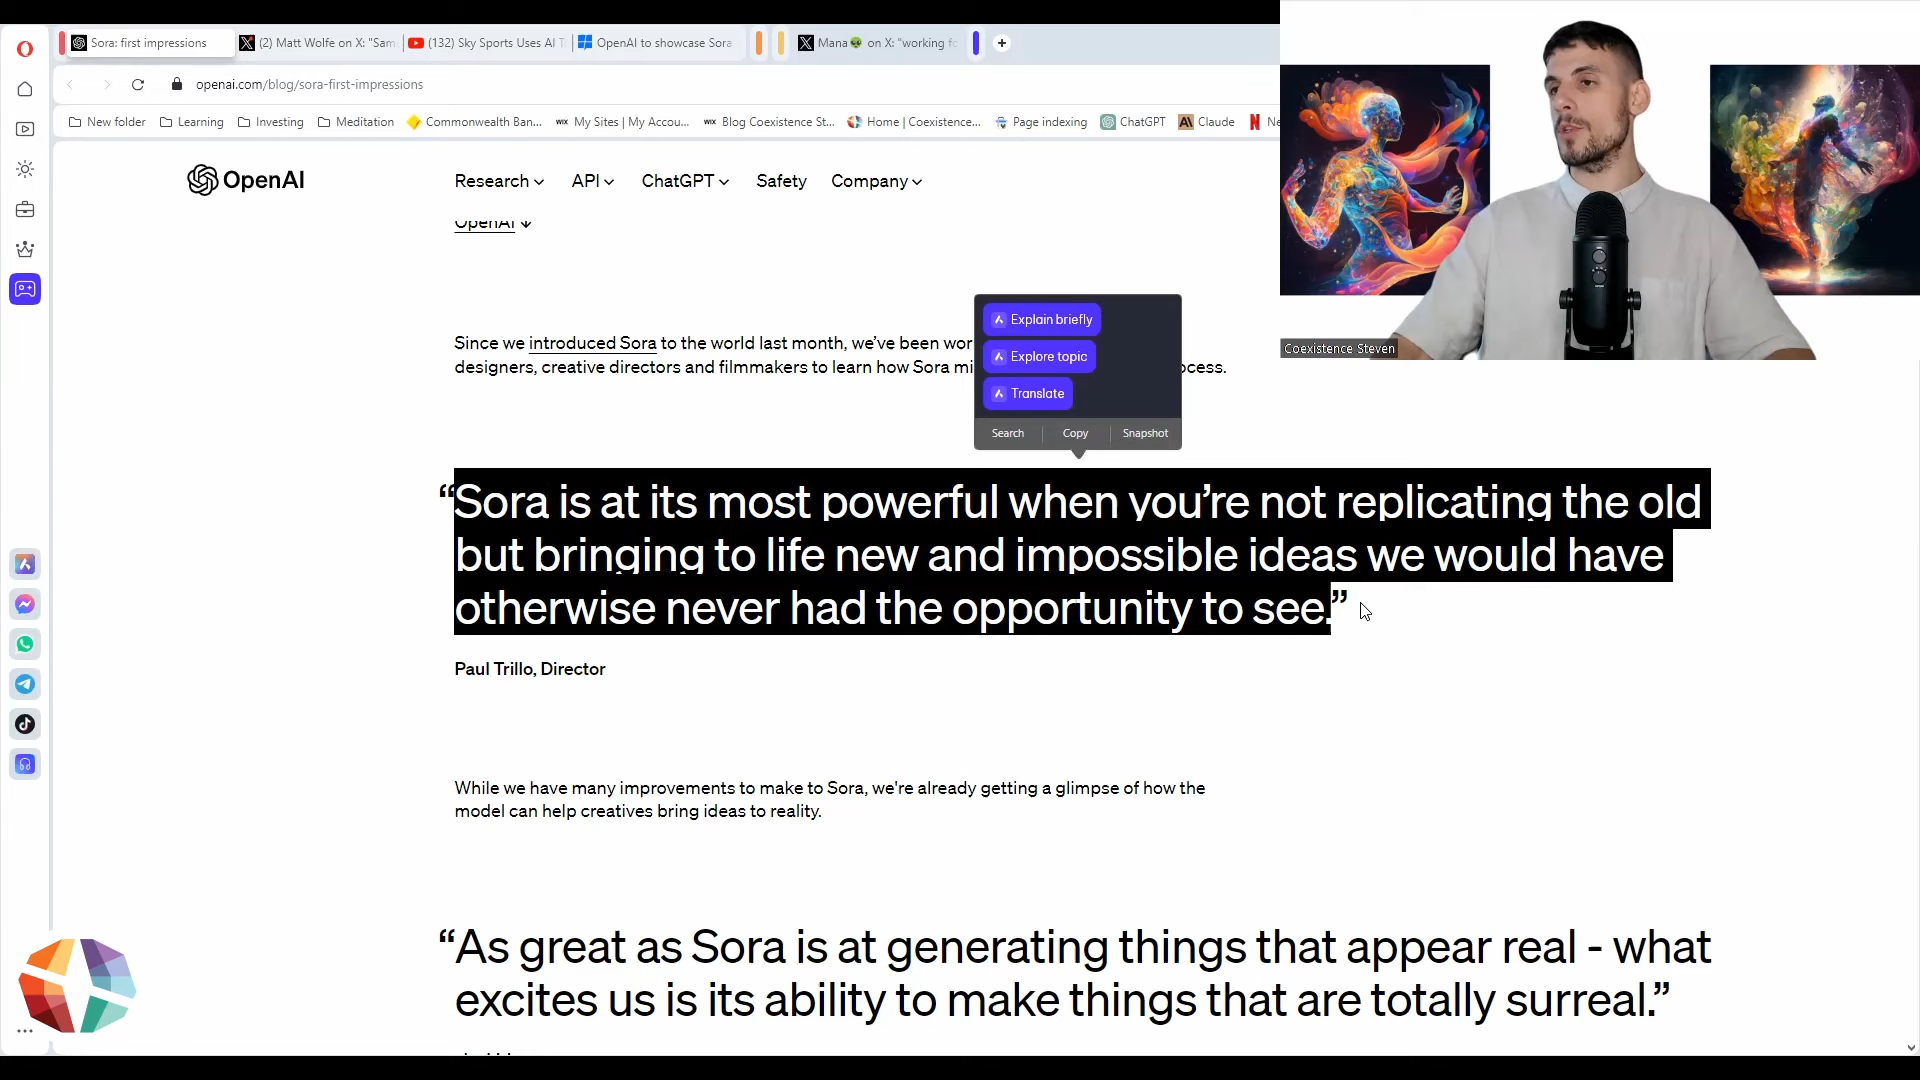 Sora: first impressions
(2) Matt Wolfe on X: "Sam
(132) Sky Sports Uses AI T
OpenAI to showcase Sora
Mana👽 on X: "working fo
openai.com/blog/sora-first-impressions
New folder
Learning
Investing
Meditation
Commonwealth Ban...
WIX My Sites | My Accou...
WIX Blog Coexistence St...
Home | Coexistence...
Page indexing
ChatGPT
Claude
OpenAI
Research
API
ChatGPT
Safety
Company
OpenAI ↓
Coexistence Steven
Explain briefly
Explore topic
Translate
Search
Copy
Snapshot
Since we introduced Sora to the world last month, we’ve been wor
designers, creative directors and filmmakers to learn how Sora mi ocess.
“Sora is at its most powerful when you’re not replicating the old
but bringing to life new and impossible ideas we would have
otherwise never had the opportunity to see.”
Paul Trillo, Director
While we have many improvements to make to Sora, we're already getting a glimpse of how the
model can help creatives bring ideas to reality.
“As great as Sora is at generating things that appear real - what
excites us is its ability to make things that are totally surreal.”